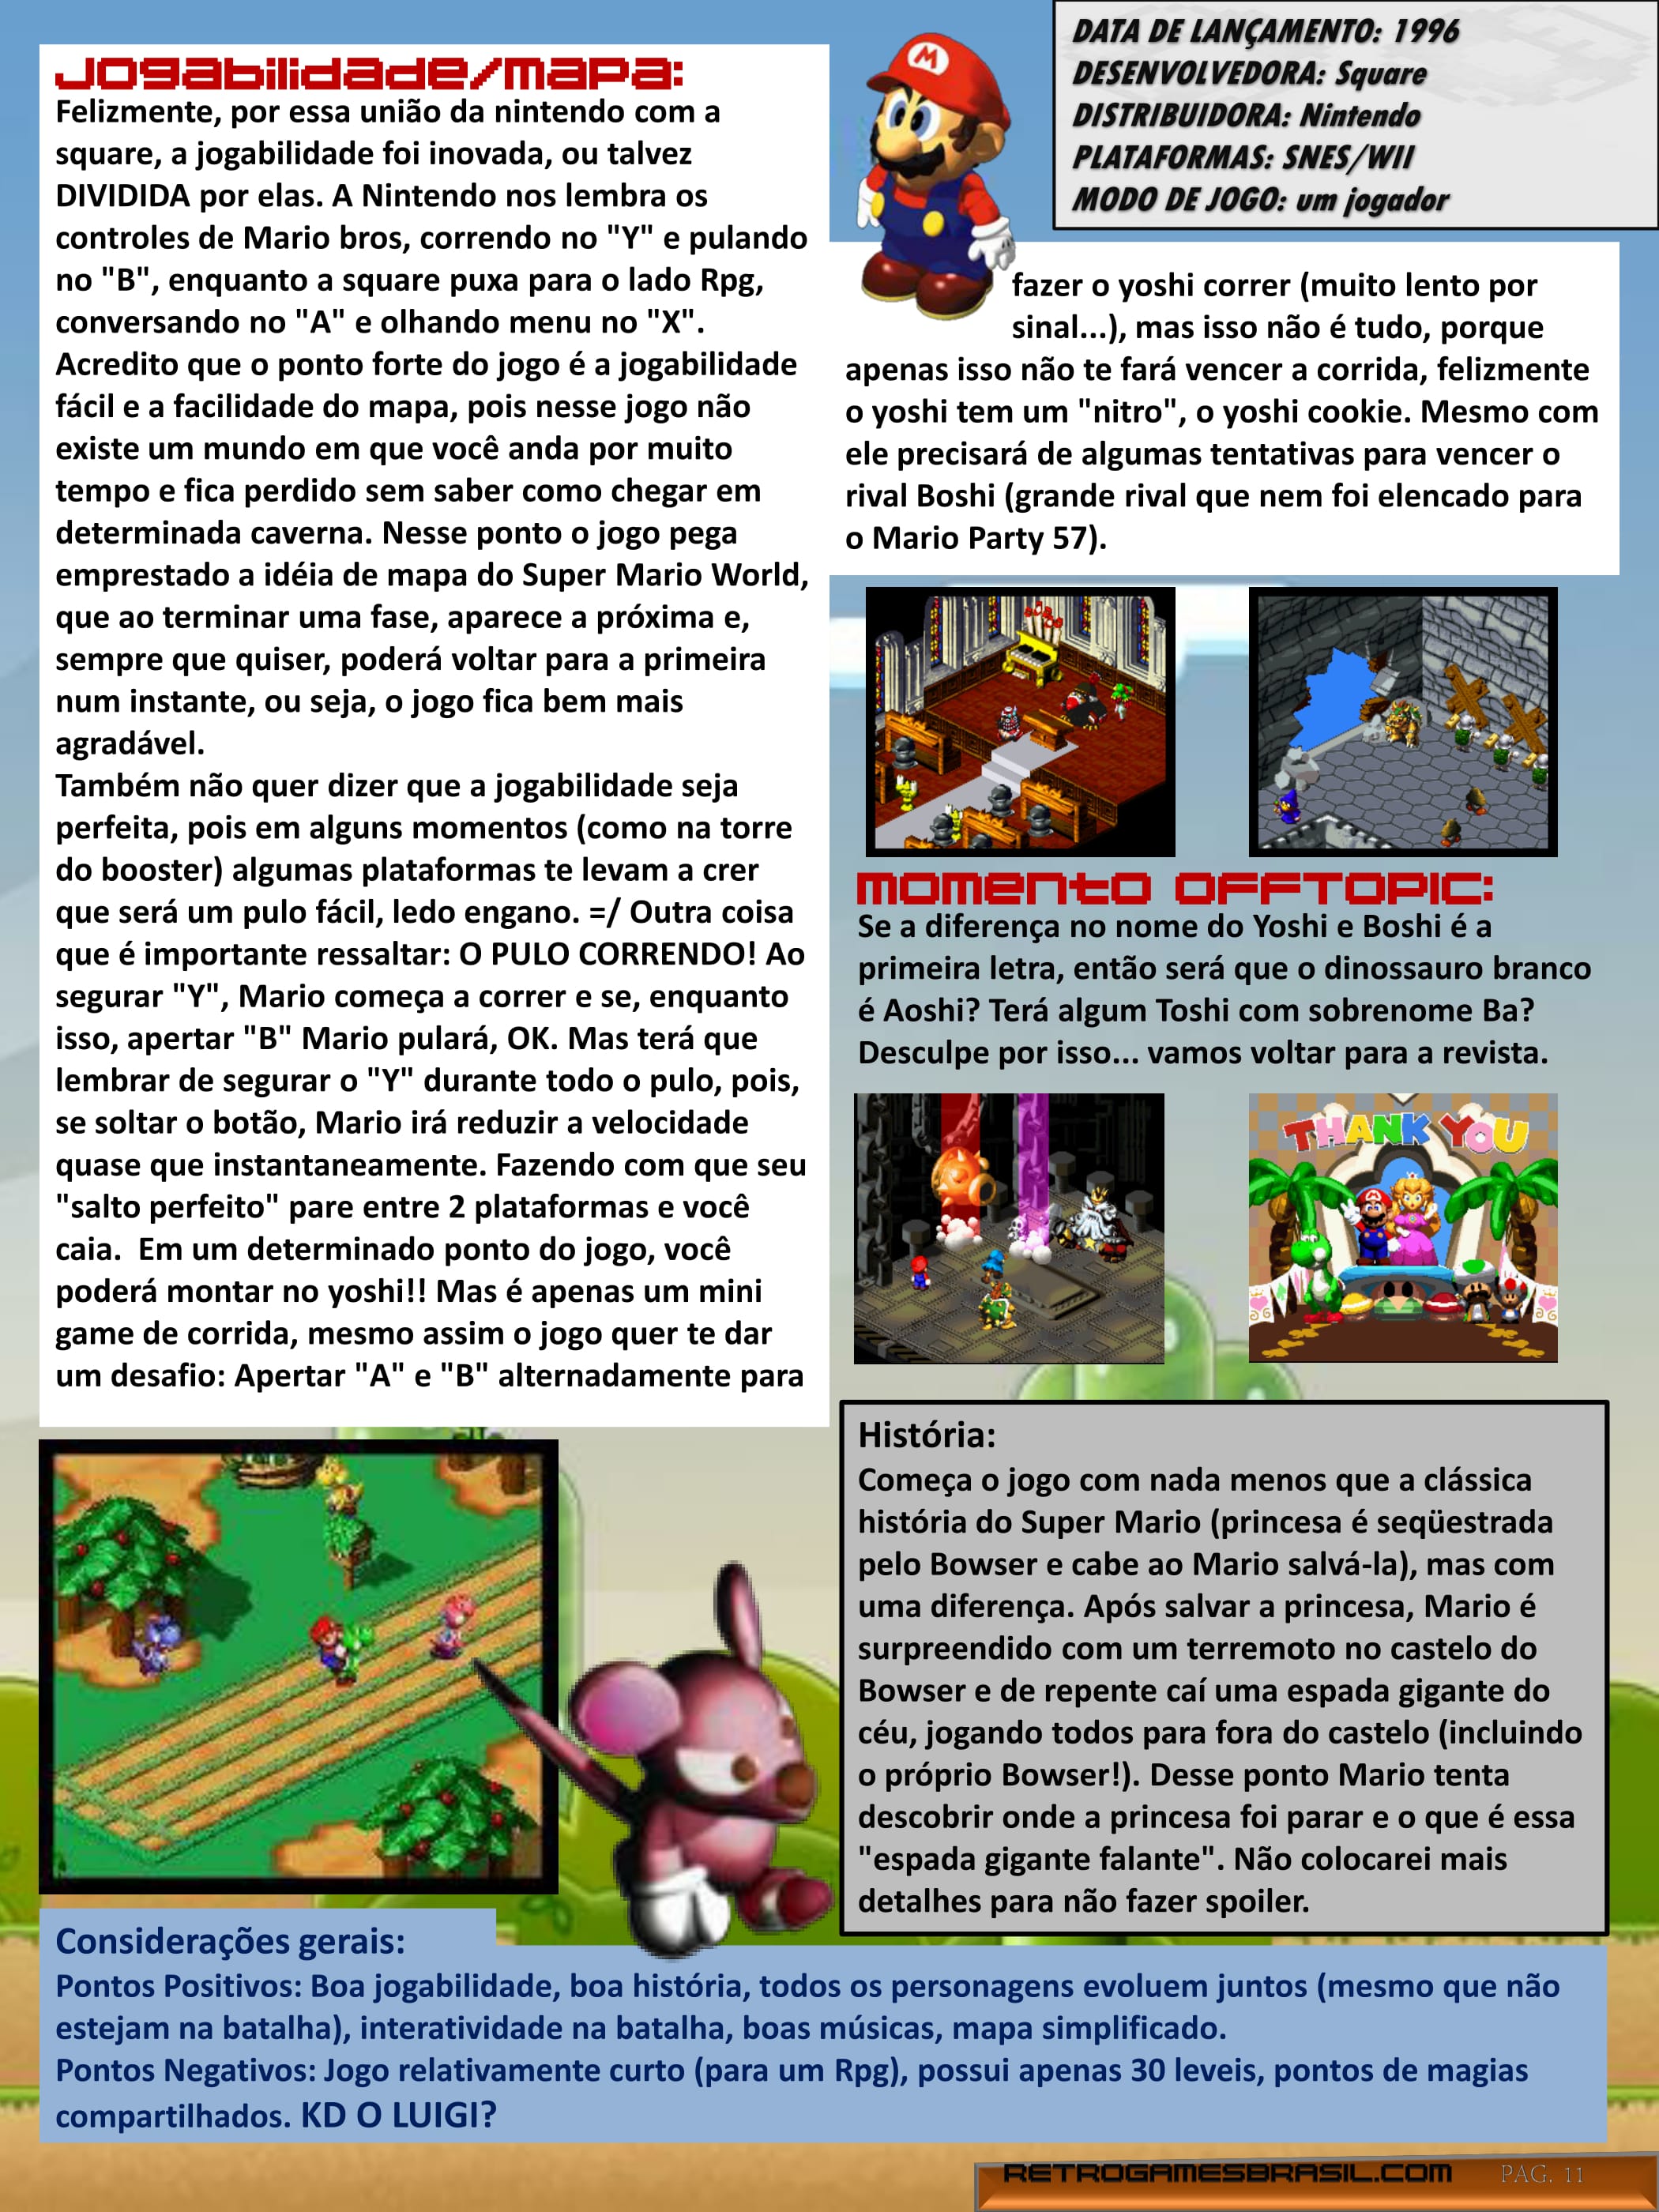 Jogabilidade/Mapa:
Felizmente, por essa união da nintendo com a
square, a jogabilidade foi inovada, ou talvez
DIVIDIDA por elas. A Nintendo nos lembra os
controles de Mario bros, correndo no "Y" e pulando
no "B", enquanto a square puxa para o lado Rpg,
conversando no "A" e olhando menu no "X".
Acredito que o ponto forte do jogo é a jogabilidade
fácil e a facilidade do mapa, pois nesse jogo não
existe um mundo em que você anda por muito
tempo e fica perdido sem saber como chegar em
determinada caverna. Nesse ponto o jogo pega
emprestado a idéia de mapa do Super Mario World,
que ao terminar uma fase, aparece a próxima e,
sempre que quiser, poderá voltar para a primeira
num instante, ou seja, o jogo fica bem mais
agradável.
Também não quer dizer que a jogabilidade seja
perfeita, pois em alguns momentos (como na torre
do booster) algumas plataformas te levam a crer
que será um pulo fácil, ledo engano. =/ Outra coisa
que é importante ressaltar: O PULO CORRENDO! Ao
segurar "Y", Mario começa a correr e se, enquanto
isso, apertar "B" Mario pulará, OK. Mas terá que
lembrar de segurar o "Y" durante todo o pulo, pois,
se soltar o botão, Mario irá reduzir a velocidade
quase que instantaneamente. Fazendo com que seu
"salto perfeito" pare entre 2 plataformas e você
caia. Em um determinado ponto do jogo, você
poderá montar no yoshi!! Mas é apenas um mini
game de corrida, mesmo assim o jogo quer te dar
um desafio: Apertar "A" e "B" alternadamente para
DATA DE LANÇAMENTO: 1996
DESENVOLVEDORA: Square
DISTRIBUIDORA: Nintendo
PLATAFORMAS: SNES/WII
MODO DE JOGO: um jogador
M
fazer o yoshi correr (muito lento por
sinal...), mas isso não é tudo, porque
apenas isso não te fará vencer a corrida, felizmente
o yoshi tem um "nitro", o yoshi cookie. Mesmo com
ele precisará de algumas tentativas para vencer o
rival Boshi (grande rival que nem foi elencado para
o Mario Party 57).
Momento OFFTOPIC:
Se a diferença no nome do Yoshi e Boshi é a
primeira letra, então será que o dinossauro branco
é Aoshi? Terá algum Toshi com sobrenome Ba?
Desculpe por isso... vamos voltar para a revista.
THANK YOU
História:
Começa o jogo com nada menos que a clássica
história do Super Mario (princesa é seqüestrada
pelo Bowser e cabe ao Mario salvá-la), mas com
uma diferença. Após salvar a princesa, Mario é
surpreendido com um terremoto no castelo do
Bowser e de repente caí uma espada gigante do
céu, jogando todos para fora do castelo (incluindo
o próprio Bowser!). Desse ponto Mario tenta
descobrir onde a princesa foi parar e o que é essa
"espada gigante falante". Não colocarei mais
detalhes para não fazer spoiler.
Considerações gerais:
Pontos Positivos: Boa jogabilidade, boa história, todos os personagens evoluem juntos (mesmo que não
estejam na batalha), interatividade na batalha, boas músicas, mapa simplificado.
Pontos Negativos: Jogo relativamente curto (para um Rpg), possui apenas 30 leveis, pontos de magias
compartilhados. KD O LUIGI?
RETROGAMESBRASIL.COM PAG. 11